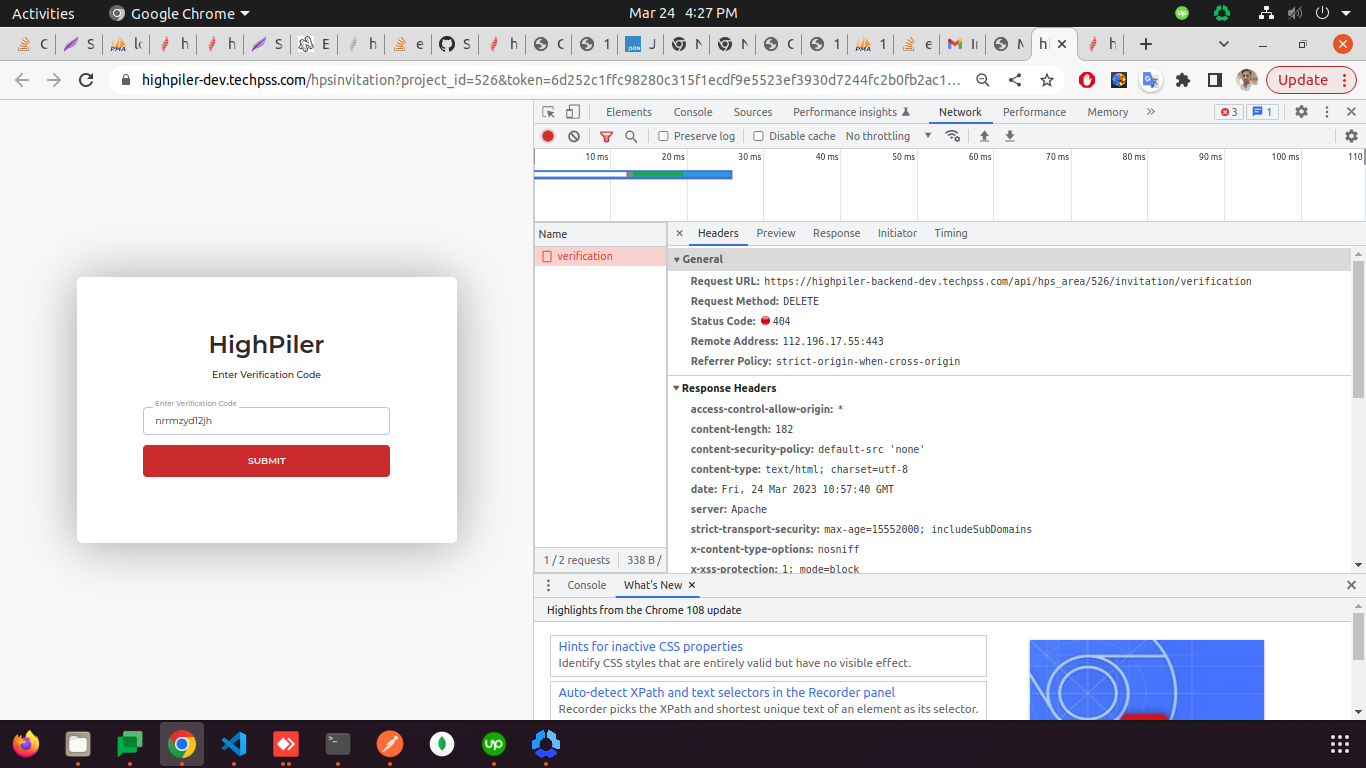 Activities Google Chrome Mar 24 4:27 PM
C S lo h h S E h e S h C 1 J N N C 1 1 e In N h h
highpiler-dev.techpss.com/hpsinvitation?project_id=526&token=6d252c1ffc98280c315f1ecdf9e5523ef3930d7244fc2b0fb2ac1… Update
Elements Console Sources Performance insights Network Performance Memory 3 1
Preserve log Disable cache No throttling
10 ms 20 ms 30 ms 40 ms 50 ms 60 ms 70 ms 80 ms 90 ms 100 ms 110
Name
verification
1 / 2 requests 338 B /
Headers Preview Response Initiator Timing
General
Request URL: https://highpiler-backend-dev.techpss.com/api/hps_area/526/invitation/verification
Request Method: DELETE
Status Code: 404
Remote Address: 112.196.17.55:443
Referrer Policy: strict-origin-when-cross-origin
Response Headers
access-control-allow-origin: *
content-length: 182
content-security-policy: default-src 'none'
content-type: text/html; charset=utf-8
date: Fri, 24 Mar 2023 10:57:40 GMT
server: Apache
strict-transport-security: max-age=15552000; includeSubDomains
x-content-type-options: nosniff
x-xss-protection: 1; mode=block
HighPiler
Enter Verification Code
Enter Verification Code
nrrmzyd12jh
SUBMIT
Console What's New
Highlights from the Chrome 108 update
Hints for inactive CSS properties
Identify CSS styles that are entirely valid but have no visible effect.
Auto-detect XPath and text selectors in the Recorder panel
Recorder picks the XPath and shortest unique text of an element as its selector.